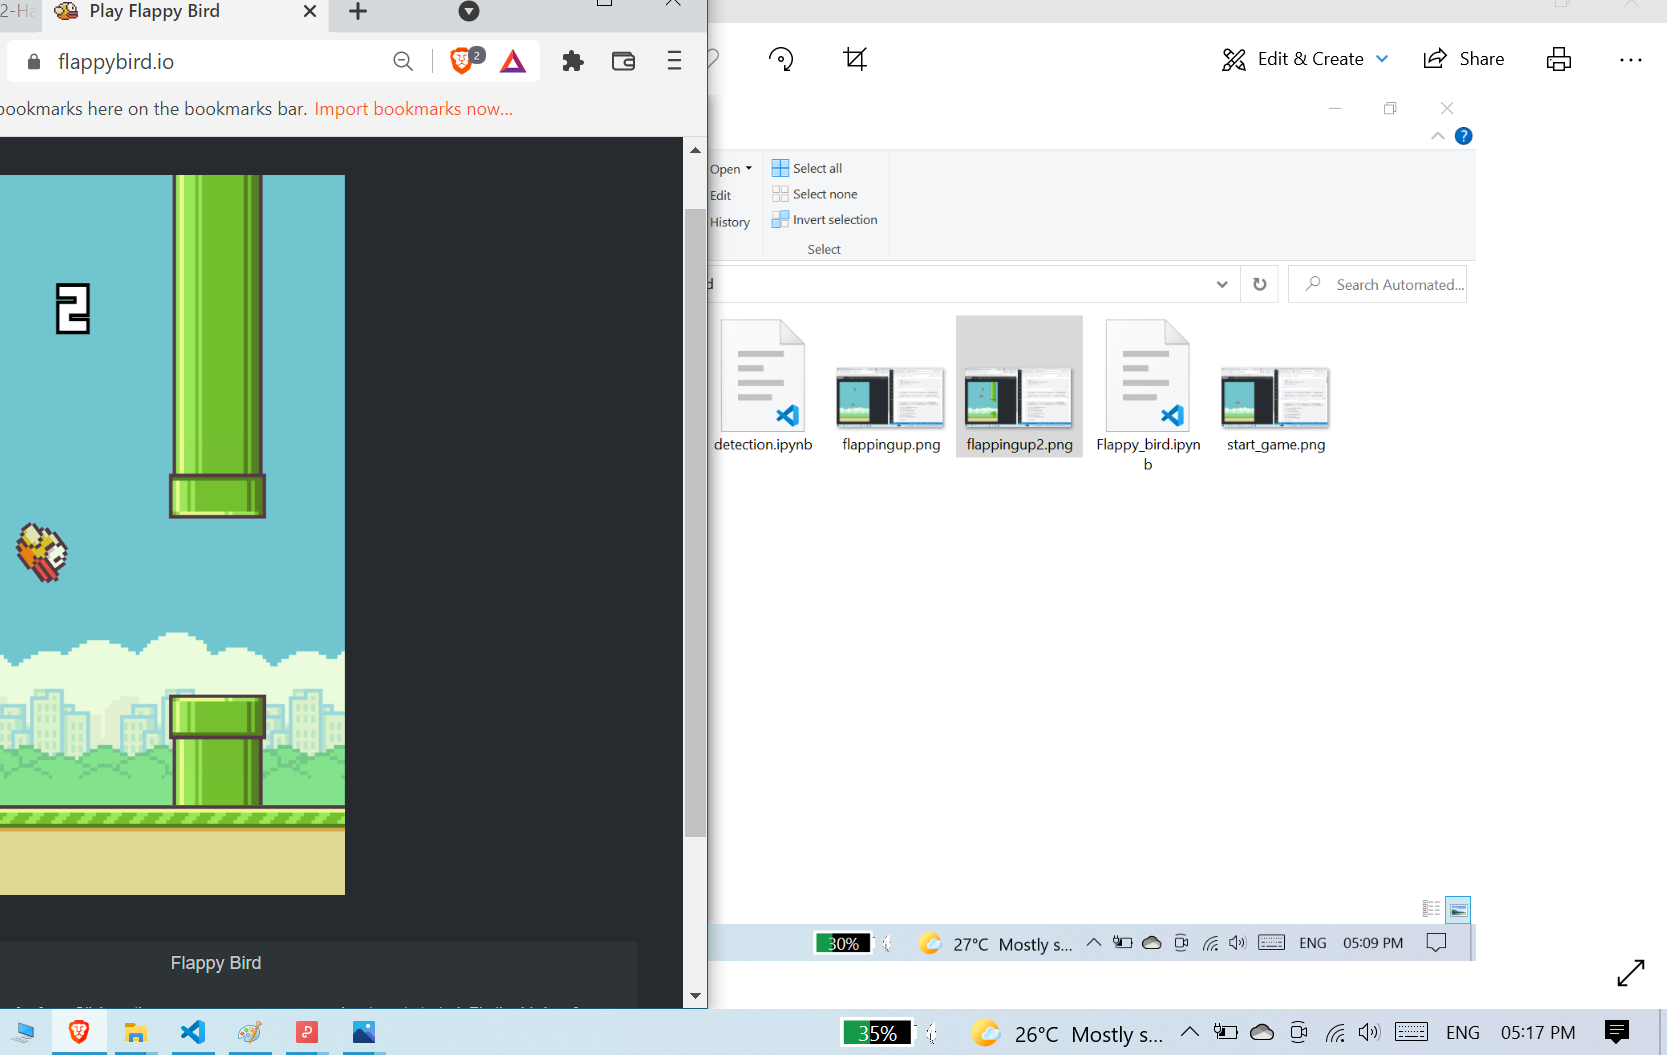 2-Ha
Play Flappy Bird
flappybird.io
2
bookmarks here on the bookmarks bar. Import bookmarks now...
Edit & Create
Share
Open
Edit
History
Select all
Select none
Invert selection
Select
d
Search Automated...
detection.ipynb
flappingup.png
flappingup2.png
Flappy_bird.ipyn
b
start_game.png
2
Flappy Bird
30%
27°C Mostly s...
ENG
05:09 PM
35%
26°C Mostly s...
ENG
05:17 PM